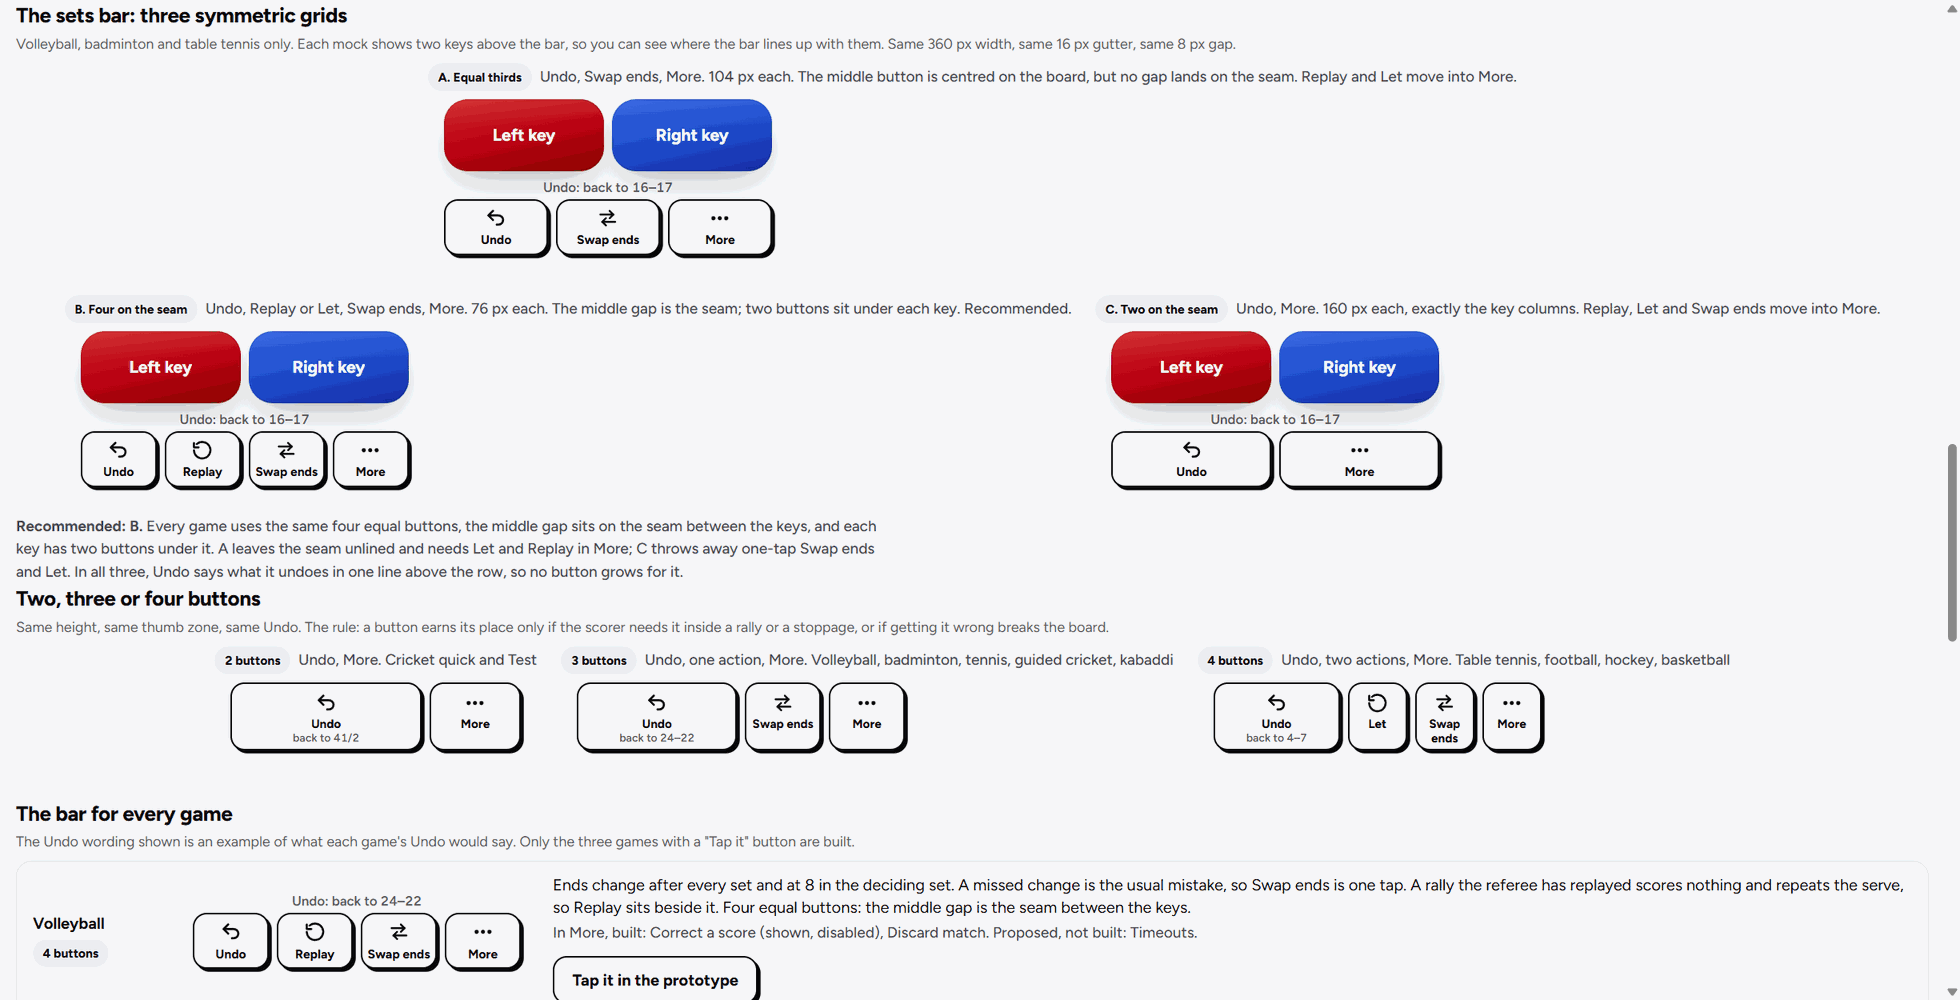 The sets bar: three symmetric grids
Volleyball, badminton and table tennis only. Each mock shows two keys above the bar, so you can see where the bar lines up with them. Same 360 px width, same 16 px gutter, same 8 px gap.
A. Equal thirds Undo, Swap ends, More. 104 px each. The middle button is centred on the board, but no gap lands on the seam. Replay and Let move into More.
Left key Right key
Undo: back to 16–17
Undo Swap ends More
B. Four on the seam Undo, Replay or Let, Swap ends, More. 76 px each. The middle gap is the seam; two buttons sit under each key. Recommended.
Left key Right key
Undo: back to 16–17
Undo Replay Swap ends More
C. Two on the seam Undo, More. 160 px each, exactly the key columns. Replay, Let and Swap ends move into More.
Left key Right key
Undo: back to 16–17
Undo More
Recommended: B. Every game uses the same four equal buttons, the middle gap sits on the seam between the keys, and each
key has two buttons under it. A leaves the seam unlined and needs Let and Replay in More; C throws away one-tap Swap ends
and Let. In all three, Undo says what it undoes in one line above the row, so no button grows for it.
Two, three or four buttons
Same height, same thumb zone, same Undo. The rule: a button earns its place only if the scorer needs it inside a rally or a stoppage, or if getting it wrong breaks the board.
2 buttons Undo, More. Cricket quick and Test
Undo More
back to 41/2
3 buttons Undo, one action, More. Volleyball, badminton, tennis, guided cricket, kabaddi
Undo Swap ends More
back to 24–22
4 buttons Undo, two actions, More. Table tennis, football, hockey, basketball
Undo Let Swap ends More
back to 4–7
The bar for every game
The Undo wording shown is an example of what each game's Undo would say. Only the three games with a "Tap it" button are built.
Volleyball
4 buttons
Undo: back to 24–22
Undo Replay Swap ends More
Ends change after every set and at 8 in the deciding set. A missed change is the usual mistake, so Swap ends is one tap. A rally the referee has replayed scores nothing and repeats the serve,
so Replay sits beside it. Four equal buttons: the middle gap is the seam between the keys.
In More, built: Correct a score (shown, disabled), Discard match. Proposed, not built: Timeouts.
Tap it in the prototype